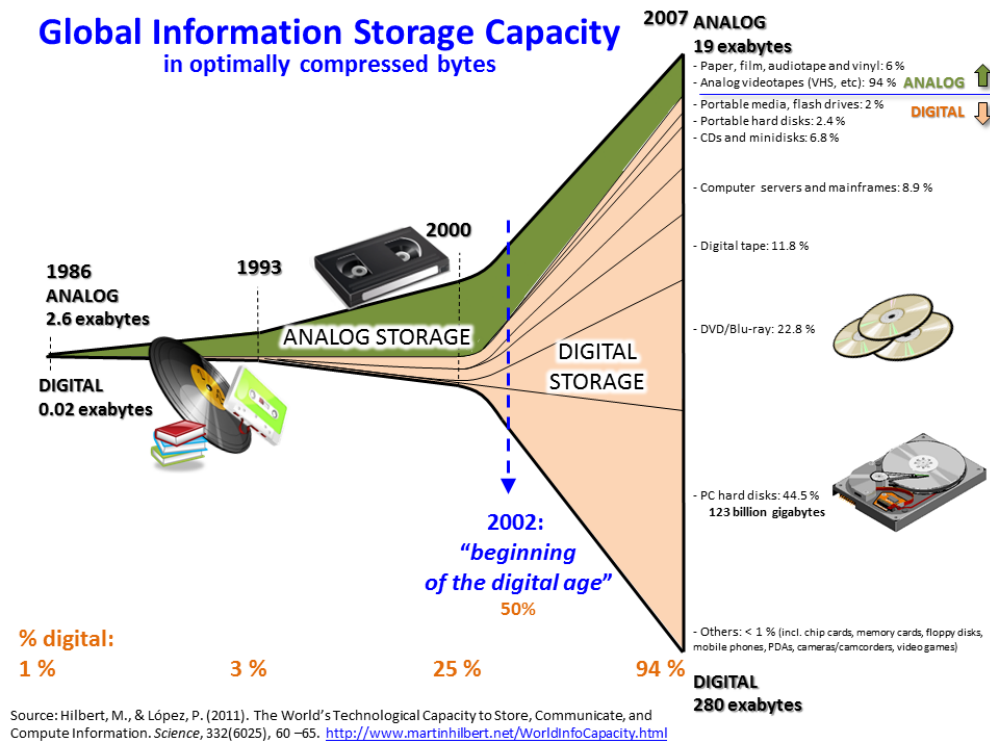 Global Information Storage Capacity
in optimally compressed bytes
2007 ANALOG
19 exabytes
- Paper, film, audiotape and vinyl: 6 %
- Analog videotapes (VHS, etc): 94 %
ANALOG
- Portable media, flash drives: 2 %
DIGITAL
- Portable hard disks: 2.4 %
- CDs and minidisks: 6.8 %
- Computer servers and mainframes: 8.9 %
- Digital tape: 11.8 %
- DVD/Blu-ray: 22.8 %
- PC hard disks: 44.5 %
123 billion gigabytes
- Others: < 1 % (incl. chip cards, memory cards, floppy disks,
mobile phones, PDAs, cameras/camcorders, video games)
DIGITAL
280 exabytes
1986
ANALOG
2.6 exabytes
DIGITAL
0.02 exabytes
1993
2000
ANALOG STORAGE
DIGITAL
STORAGE
2002:
“beginning
of the digital age”
50%
% digital:
1 %
3 %
25 %
94 %
Source: Hilbert, M., & López, P. (2011). The World’s Technological Capacity to Store, Communicate, and
Compute Information. Science, 332(6025), 60 –65. http://www.martinhilbert.net/WorldInfoCapacity.html